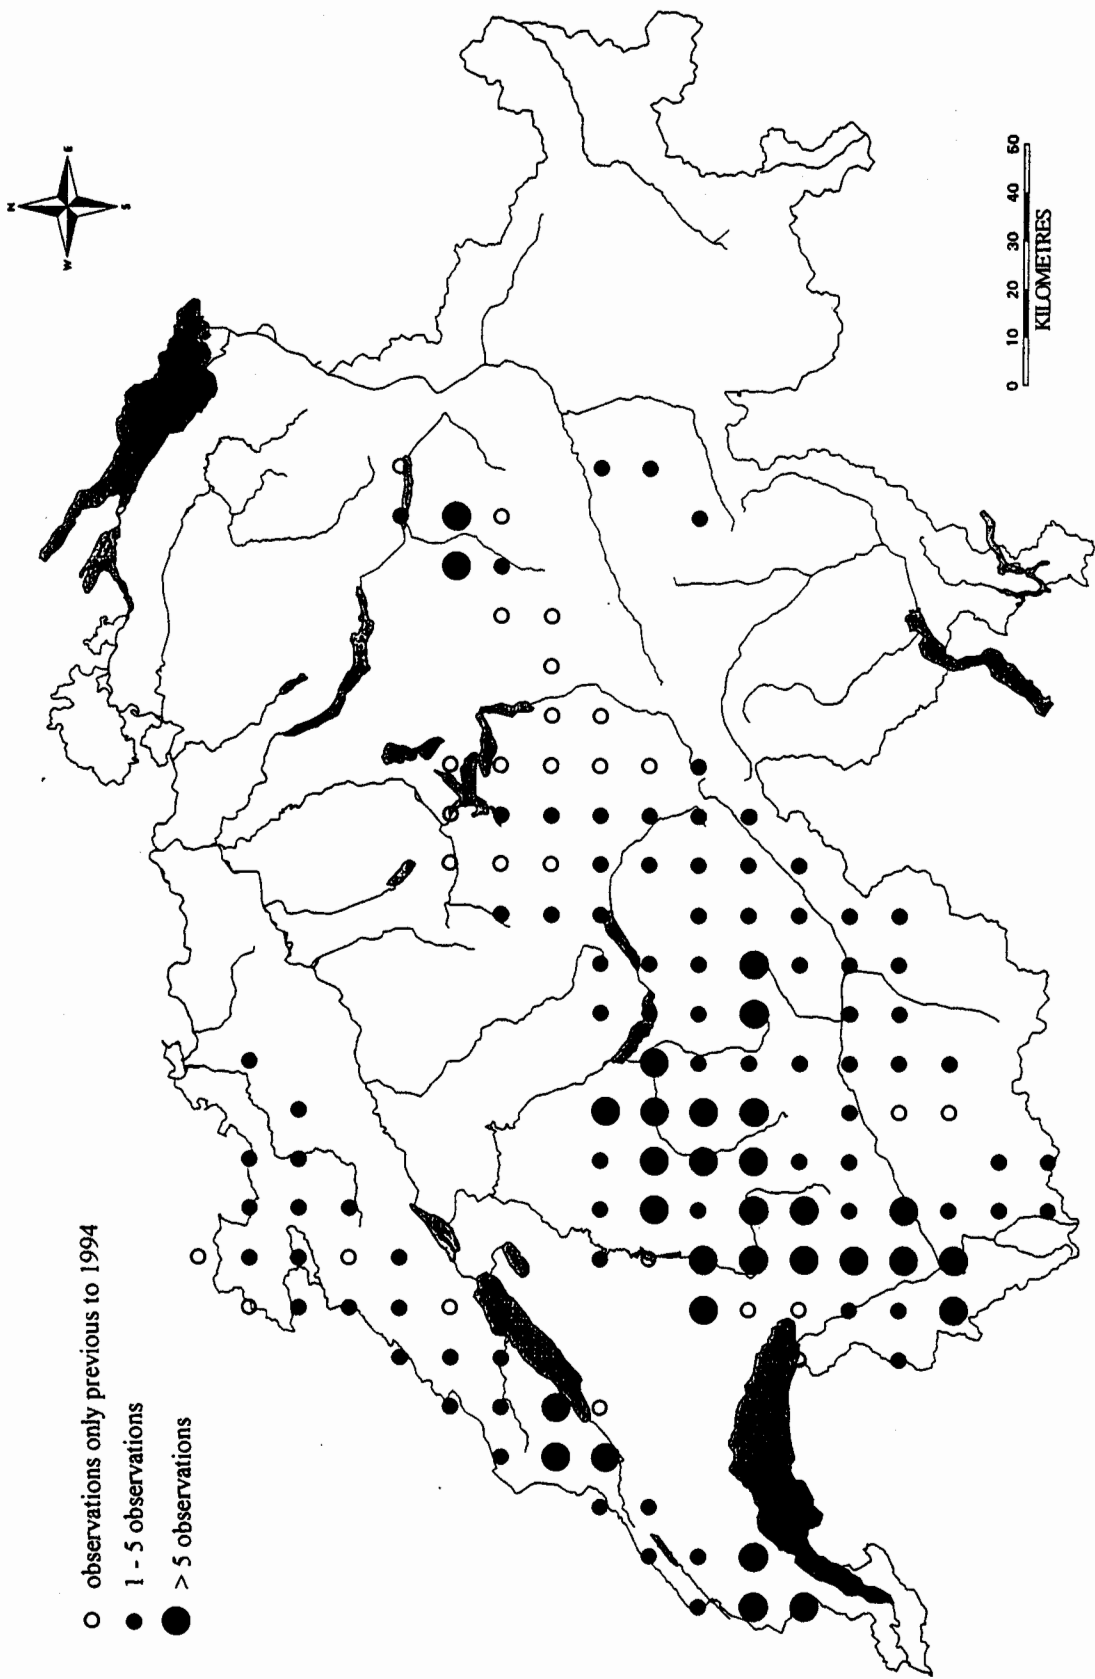 N
W E
S
○ observations only previous to 1994
● 1 - 5 observations
● > 5 observations
0 10 20 30 40 50
KILOMETRES